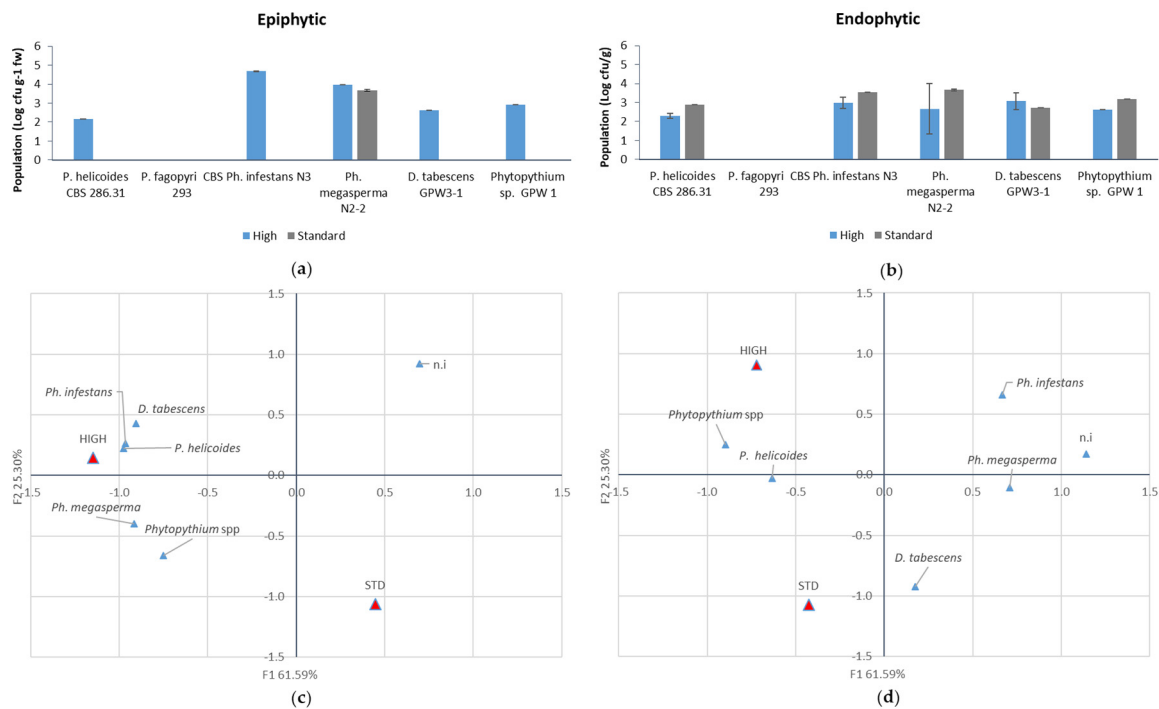 Epiphytic
Population (Log cfu g-1 fw)
6
5
4
3
2
1
0
P. helicoides CBS 286.31
P. fagopyri 293
CBS Ph. infestans N3
Ph. megasperma N2-2
D. tabescens GPW3-1
Phytopythium sp. GPW 1
High
Standard
(a)
Endophytic
Population (Log cfu/g)
6
5
4
3
2
1
0
P. helicoides CBS 286.31
P. fagopyri 293
CBS Ph. infestans N3
Ph. megasperma N2-2
D. tabescens GPW3-1
Phytopythium sp. GPW 1
High
Standard
(b)
1.5
1.0
0.5
0.0
-0.5
-1.0
-1.5
F2 25.30%
-1.5
-1.0
-0.5
0.0
0.5
1.0
1.5
n.i
Ph. infestans
D. tabescens
HIGH
P. helicoides
Ph. megasperma
Phytopythium spp
STD
F1 61.59%
(c)
1.5
1.0
0.5
0.0
-0.5
-1.0
-1.5
F2 25.30%
-1.5
-1.0
-0.5
0.0
0.5
1.0
1.5
HIGH
Ph. infestans
Phytopythium spp
n.i
P. helicoides
Ph. megasperma
D. tabescens
STD
F1 61.59%
(d)